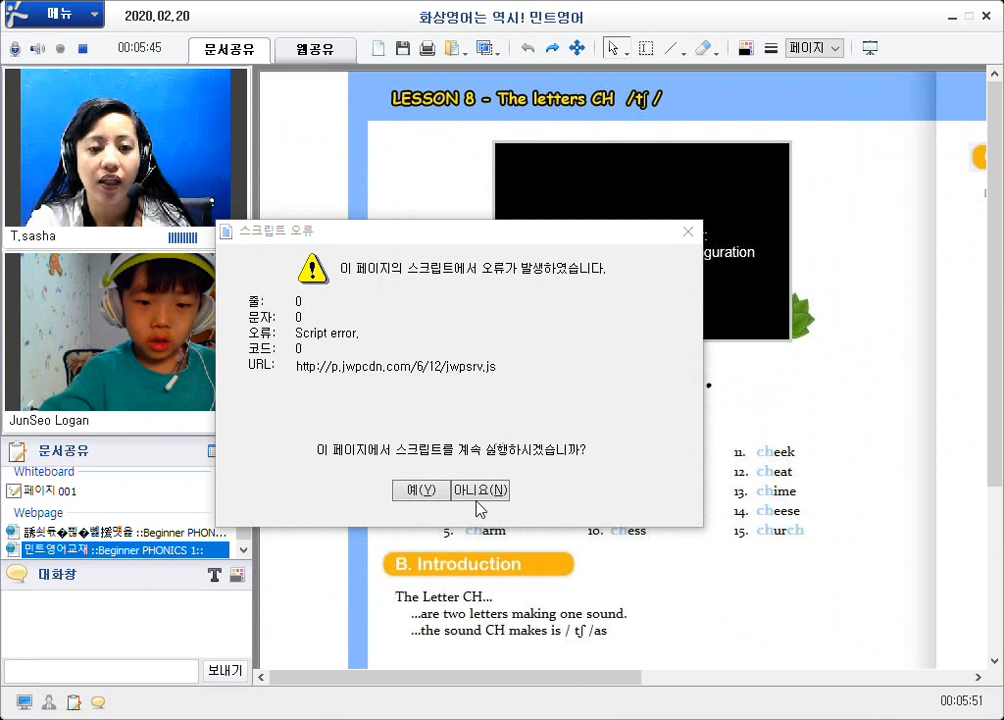 메뉴
2020.02.20
화상영어는 역시! 민트영어
00:05:45
문서공유
웹공유
페이지
LESSON 8 - The letters CH /tʃ /
T.sasha
:
guration
스크립트 오류
이 페이지의 스크립트에서 오류가 발생하였습니다.
줄: 0
문자: 0
오류: Script error.
코드: 0
URL: http://p.jwpcdn.com/6/12/jwpsrv.js
이 페이지에서 스크립트를 계속 실행하시겠습니까?
예(Y)
아니요(N)
JunSeo Logan
문서공유
Whiteboard
페이지 001
Webpage
::Beginner PHON...
민트영어교재 ::Beginner PHONICS 1::
대화창
T
보내기
11. cheek
12. cheat
13. chime
14. cheese
5. charm
10. chess
15. church
B. Introduction
The Letter CH...
...are two letters making one sound.
...the sound CH makes is / tʃ /as
00:05:51